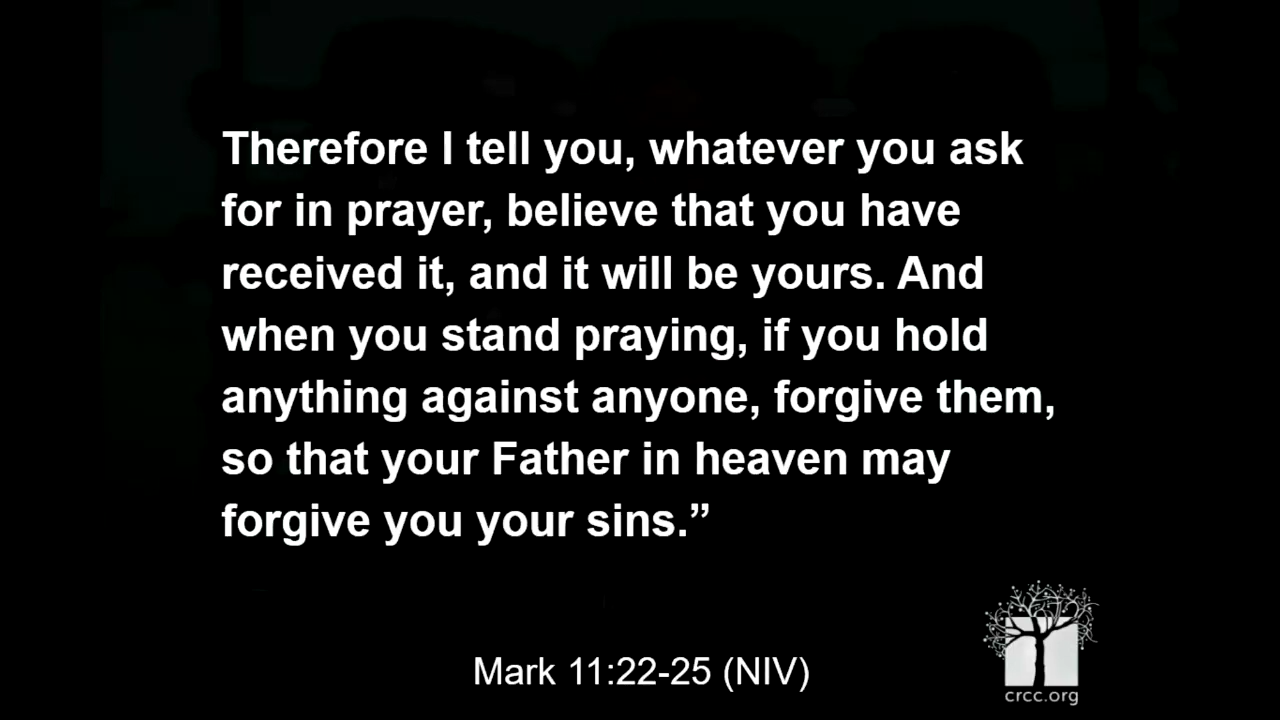 Therefore I tell you, whatever you ask
for in prayer, believe that you have
received it, and it will be yours. And
when you stand praying, if you hold
anything against anyone, forgive them,
so that your Father in heaven may
forgive you your sins.”
Mark 11:22-25 (NIV)
crcc.org